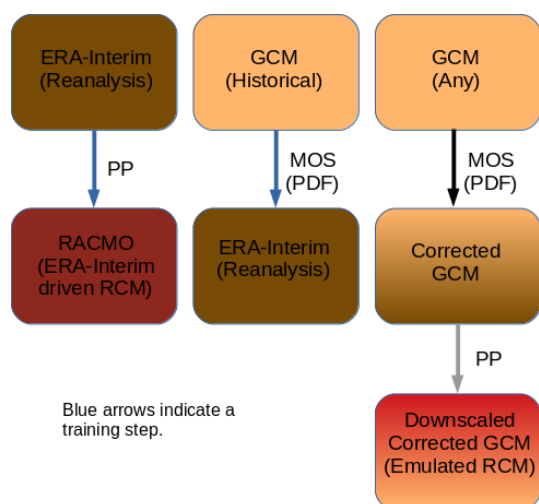 ERA-Interim
(Reanalysis)
GCM
(Historical)
GCM
(Any)
PP
MOS
(PDF)
MOS
(PDF)
RACMO
(ERA-Interim
driven RCM)
ERA-Interim
(Reanalysis)
Corrected
GCM
PP
Blue arrows indicate a
training step.
Downscaled
Corrected GCM
(Emulated RCM)